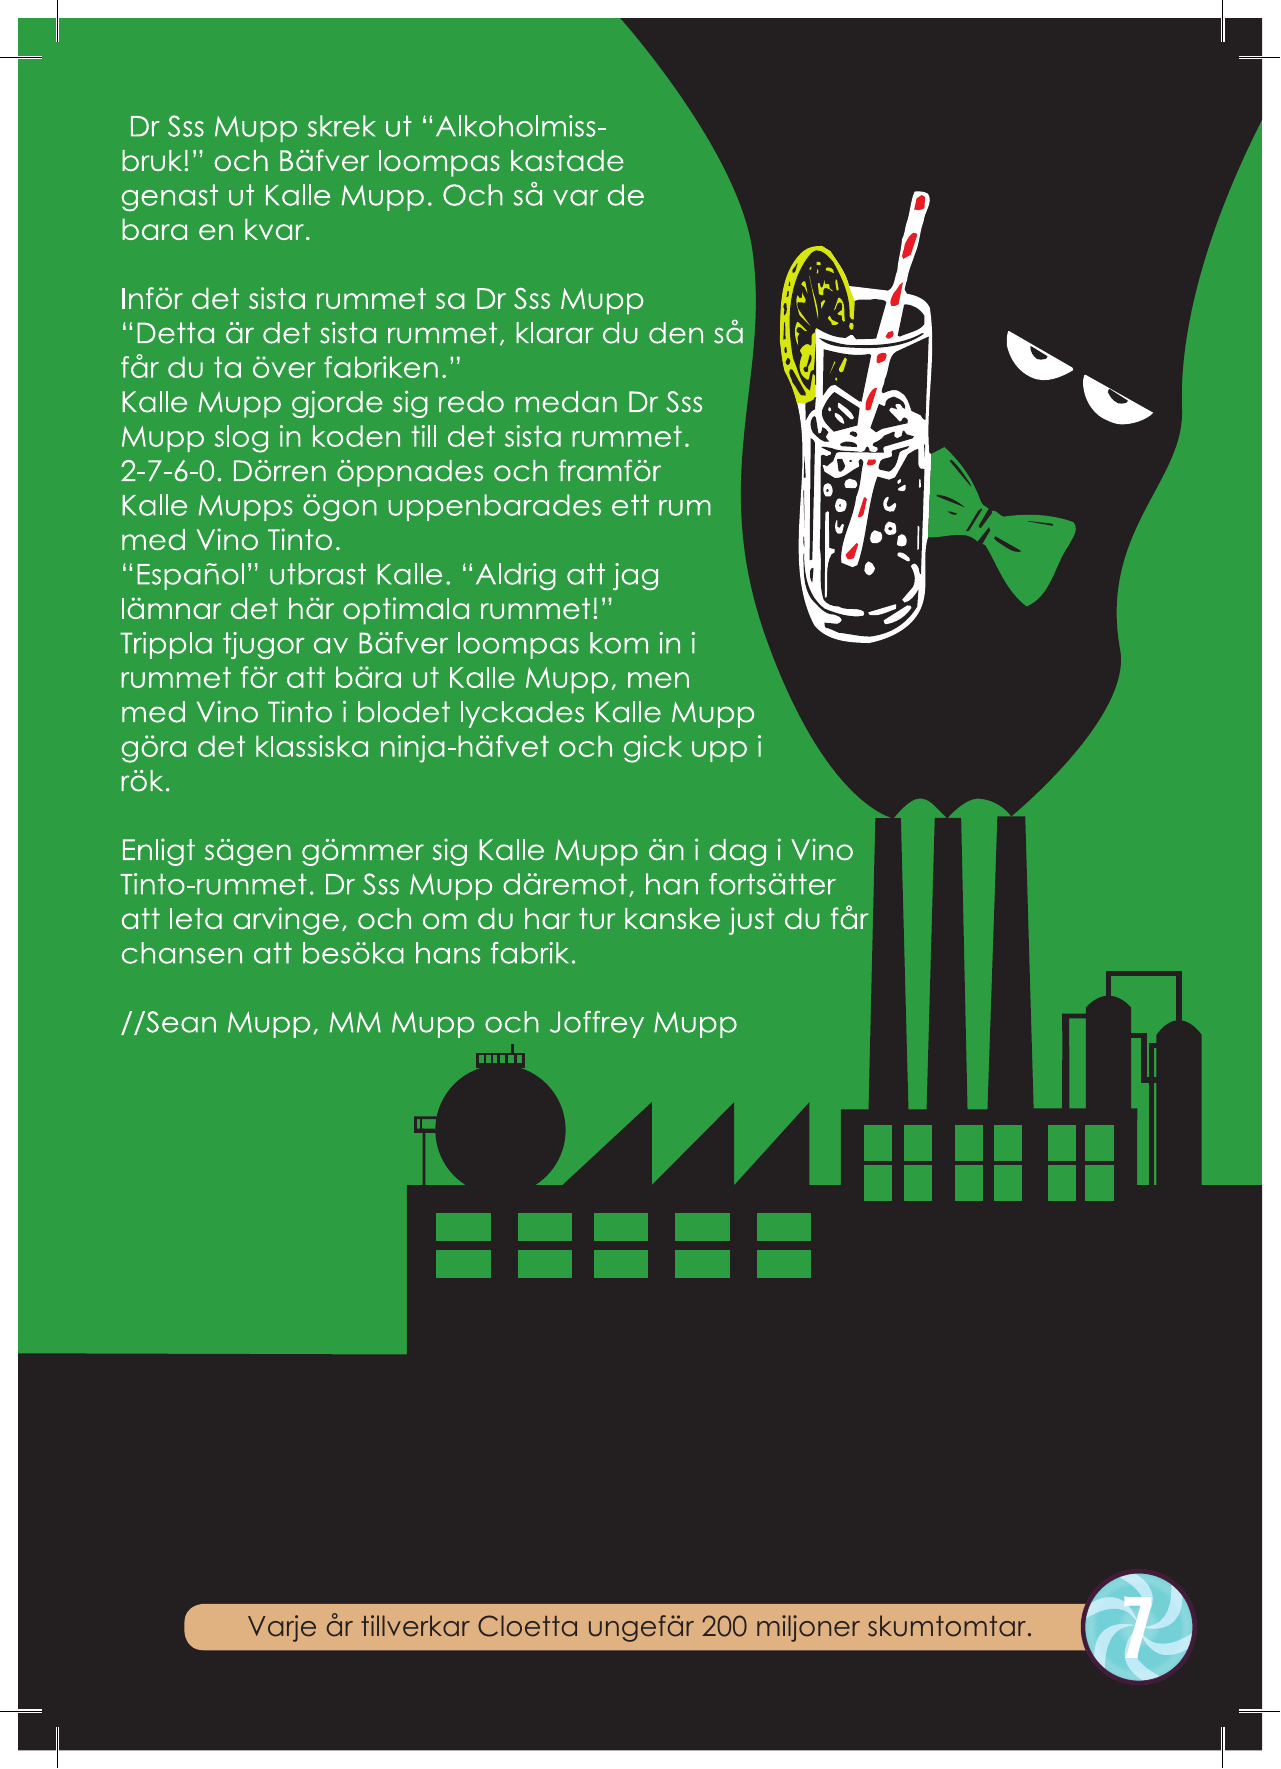 Dr Sss Mupp skrek ut “Alkoholmiss-
bruk!” och Bäfver loompas kastade
genast ut Kalle Mupp. Och så var de
bara en kvar.
Inför det sista rummet sa Dr Sss Mupp
“Detta är det sista rummet, klarar du den så
får du ta över fabriken.”
Kalle Mupp gjorde sig redo medan Dr Sss
Mupp slog in koden till det sista rummet.
2-7-6-0. Dörren öppnades och framför
Kalle Mupps ögon uppenbarades ett rum
med Vino Tinto.
“Español” utbrast Kalle. “Aldrig att jag
lämnar det här optimala rummet!”
Trippla tjugor av Bäfver loompas kom in i
rummet för att bära ut Kalle Mupp, men
med Vino Tinto i blodet lyckades Kalle Mupp
göra det klassiska ninja-häfvet och gick upp i
rök.
Enligt sägen gömmer sig Kalle Mupp än i dag i Vino
Tinto-rummet. Dr Sss Mupp däremot, han fortsätter
att leta arvinge, och om du har tur kanske just du får
chansen att besöka hans fabrik.
//Sean Mupp, MM Mupp och Joffrey Mupp
Varje år tillverkar Cloetta ungefär 200 miljoner skumtomtar.
7